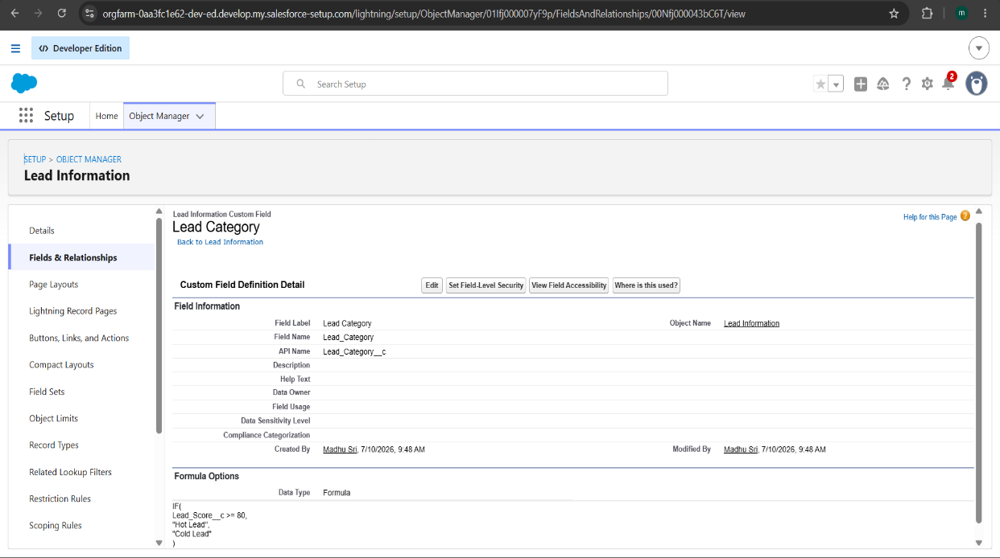 orgfarm-0aa3fc1e62-dev-ed.develop.my.salesforce-setup.com/lightning/setup/ObjectManager/01Ifj000007yF9p/FieldsAndRelationships/00Nfj000043bC6T/view
m
Developer Edition
Search Setup
2
Setup Home Object Manager
SETUP > OBJECT MANAGER
Lead Information
Details
Fields & Relationships
Page Layouts
Lightning Record Pages
Buttons, Links, and Actions
Compact Layouts
Field Sets
Object Limits
Record Types
Related Lookup Filters
Restriction Rules
Scoping Rules
Lead Information Custom Field
Lead Category
Back to Lead Information
Help for this Page
Custom Field Definition Detail Edit Set Field-Level Security View Field Accessibility Where is this used?
Field Information
Field Label Lead Category Object Name Lead Information
Field Name Lead_Category
API Name Lead_Category__c
Description
Help Text
Data Owner
Field Usage
Data Sensitivity Level
Compliance Categorization
Created By Madhu Sri, 7/10/2026, 9:48 AM Modified By Madhu Sri, 7/10/2026, 9:48 AM
Formula Options
Data Type Formula
IF(
Lead_Score__c >= 80,
"Hot Lead",
"Cold Lead"
)